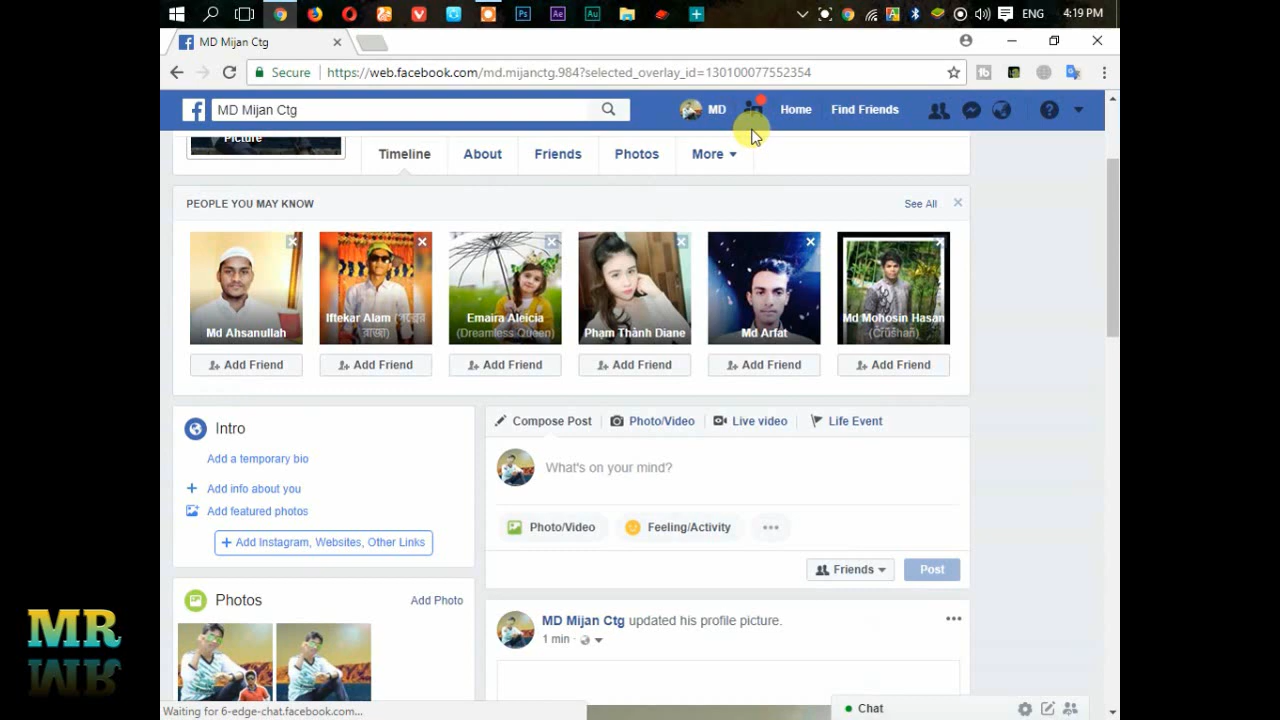 ENG 4:19 PM
MD Mijan Ctg
Secure https://web.facebook.com/md.mijanctg.984?selected_overlay_id=130100077552354
MD Mijan Ctg MD Home Find Friends
Picture
Timeline About Friends Photos More
PEOPLE YOU MAY KNOW See All
Md Ahsanullah
Iftekar Alam (পথের রাজা)
Emaira Aleicia (Dreamless Queen)
Phạm Thành Diane
Md Arfat
Md Mohosin Hasan (Čřüšhãñ)
Add Friend Add Friend Add Friend Add Friend Add Friend Add Friend
Intro
Add a temporary bio
Add info about you
Add featured photos
+ Add Instagram, Websites, Other Links
Photos Add Photo
Compose Post Photo/Video Live video Life Event
What's on your mind?
Photo/Video Feeling/Activity
Friends Post
MD Mijan Ctg updated his profile picture.
1 min
Waiting for 6-edge-chat.facebook.com...
Chat
MR